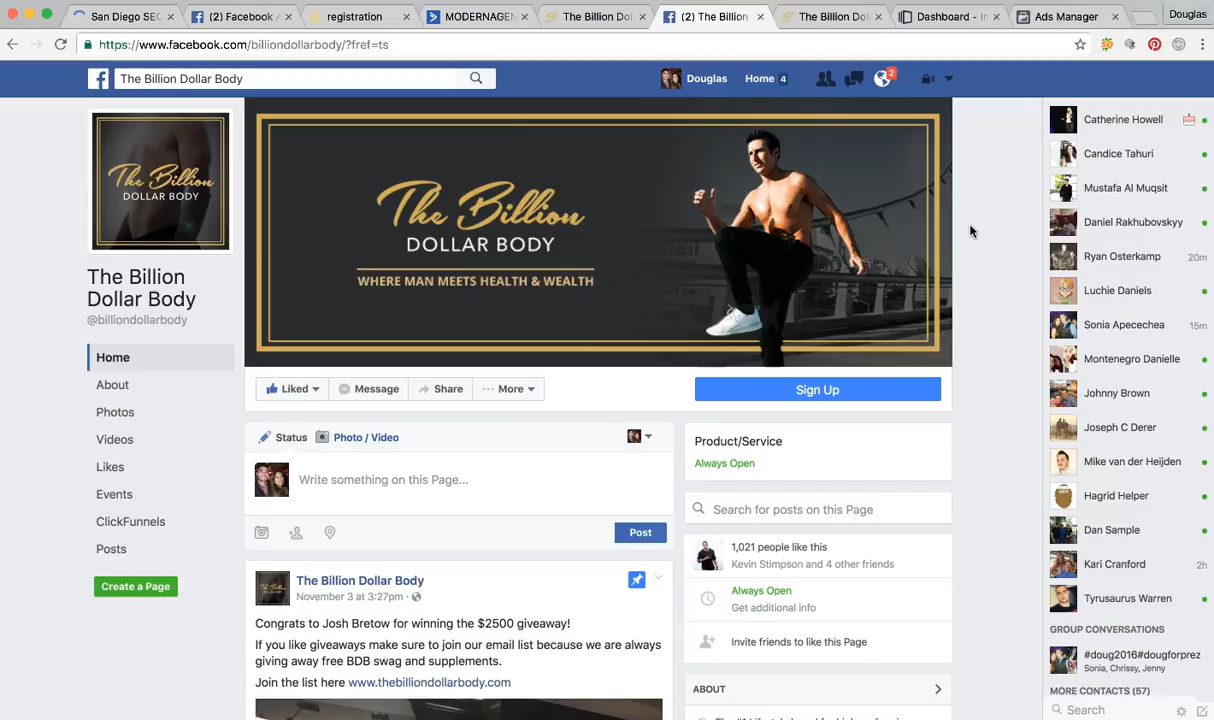 San Diego SEC
(2) Facebook
registration
MODERNAGEN
The Billion Dol
(2) The Billion
The Billion Dol
Dashboard - In
Ads Manager
Douglas
https://www.facebook.com/billiondollarbody/?fref=ts
The Billion Dollar Body
Douglas
Home 4
2
The Billion
DOLLAR BODY
The Billion
Dollar Body
@billiondollarbody
Home
About
Photos
Videos
Likes
Events
ClickFunnels
Posts
Create a Page
The Billion
DOLLAR BODY
WHERE MAN MEETS HEALTH & WEALTH
Liked
Message
Share
More
Sign Up
Status
Photo / Video
Write something on this Page...
Post
The Billion Dollar Body
November 3 at 3:27pm ·
Congrats to Josh Bretow for winning the $2500 giveaway!
If you like giveaways make sure to join our email list because we are always
giving away free BDB swag and supplements.
Join the list here www.thebilliondollarbody.com
Product/Service
Always Open
Search for posts on this Page
1,021 people like this
Kevin Stimpson and 4 other friends
Always Open
Get additional info
Invite friends to like this Page
ABOUT
Catherine Howell
Candice Tahuri
Mustafa Al Muqsit
Daniel Rakhubovskyy
Ryan Osterkamp 20m
Luchie Daniels
Sonia Apecechea 15m
Montenegro Danielle
Johnny Brown
Joseph C Derer
Mike van der Heijden
Hagrid Helper
Dan Sample
Kari Cranford 2h
Tyrusaurus Warren
GROUP CONVERSATIONS
#doug2016#dougforprez
Sonia, Chrissy, Jenny
MORE CONTACTS (57)
Search